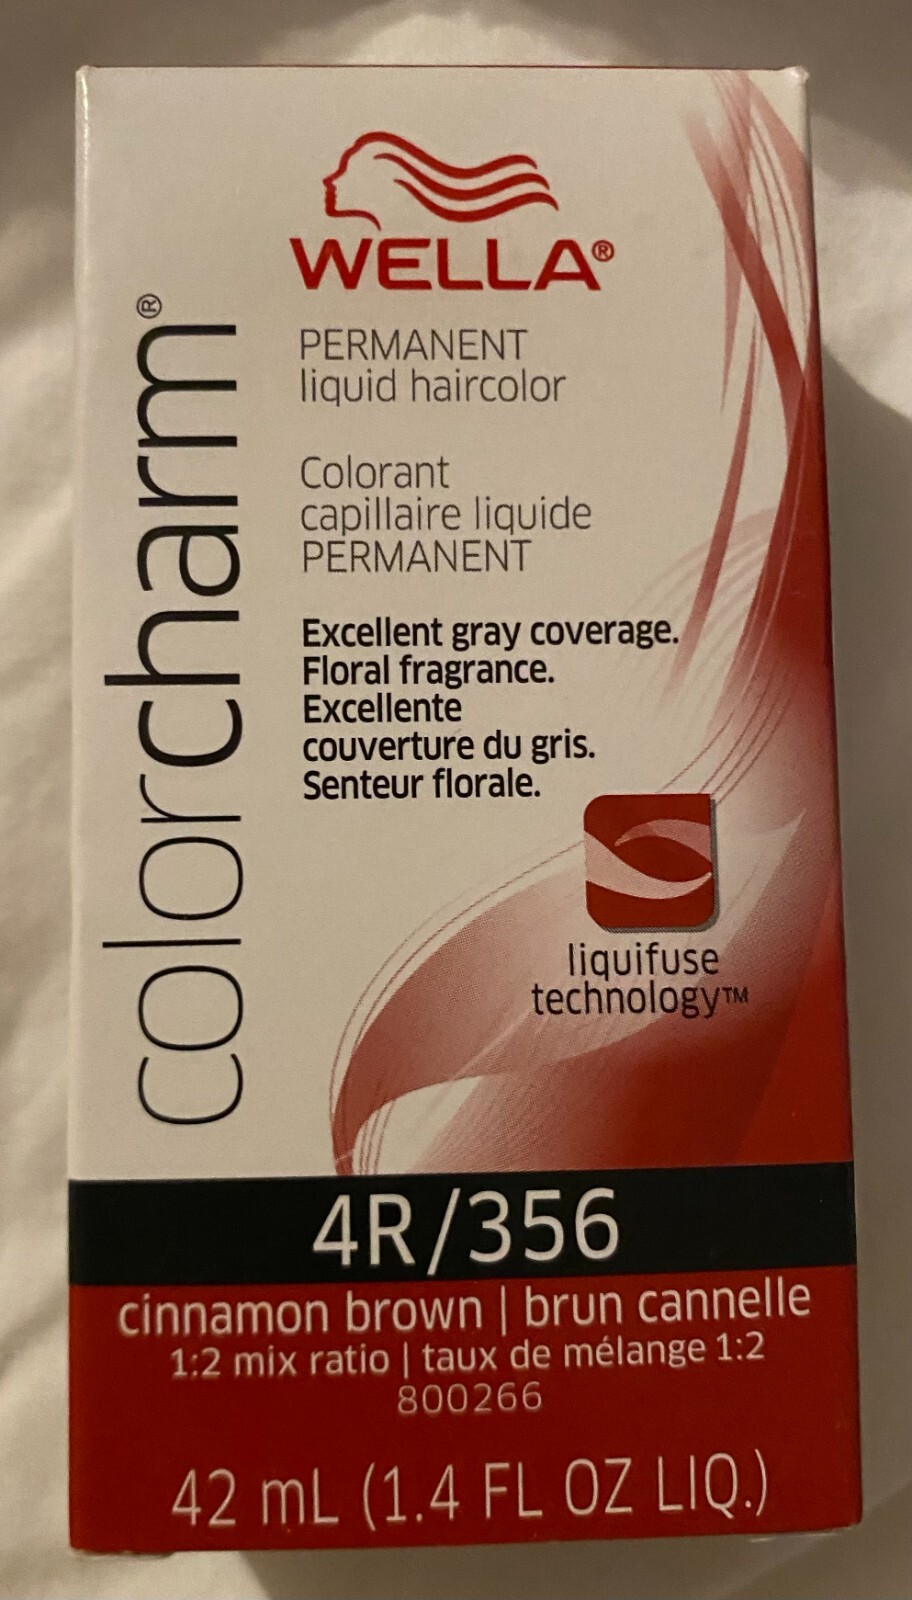 WELLA®
colorcharm®
PERMANENT
liquid haircolor
Colorant
capillaire liquide
PERMANENT
Excellent gray coverage.
Floral fragrance.
Excellente
couverture du gris.
Senteur florale.
liquifuse
technology™
4R/356
cinnamon brown | brun cannelle
1:2 mix ratio | taux de mélange 1:2
800266
42 mL (1.4 FL OZ LIQ.)